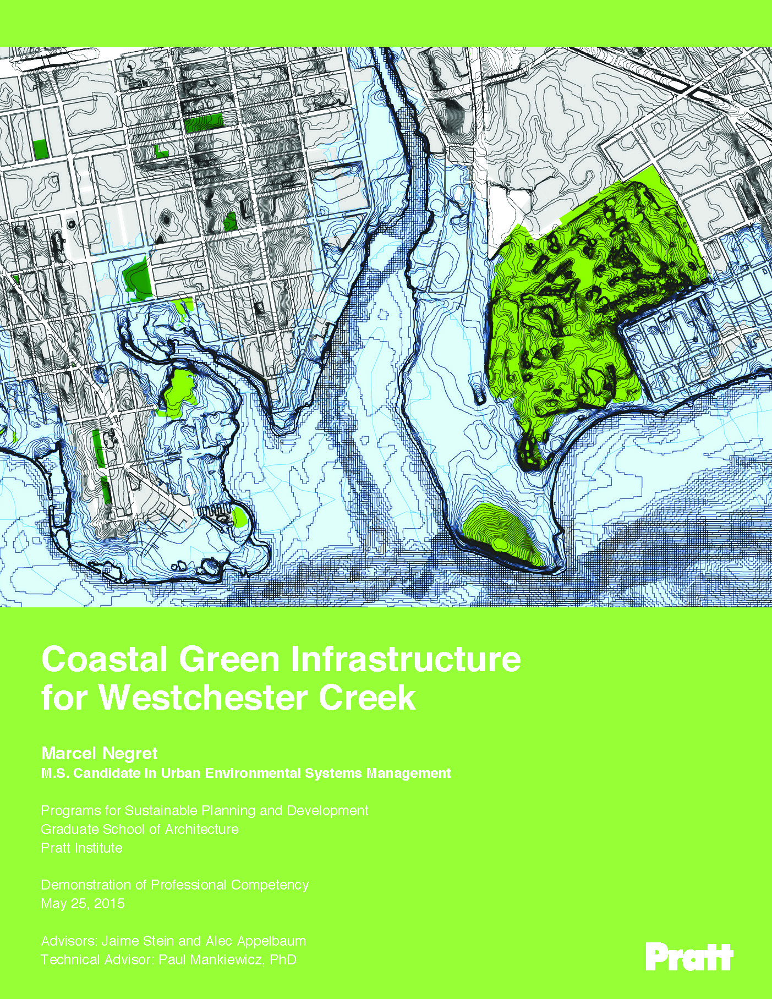 Coastal Green Infrastructure
for Westchester Creek
Marcel Negret
M.S. Candidate In Urban Environmental Systems Management
Programs for Sustainable Planning and Development
Graduate School of Architecture
Pratt Institute
Demonstration of Professional Competency
May 25, 2015
Advisors: Jaime Stein and Alec Appelbaum
Technical Advisor: Paul Mankiewicz, PhD
Pratt